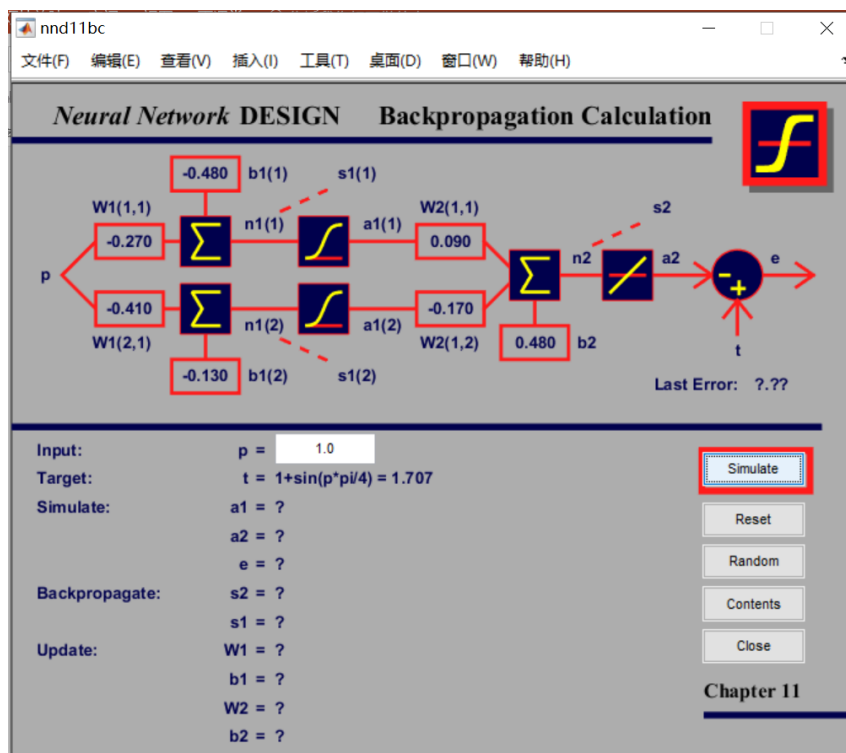 nnd11bc
文件(F) 编辑(E) 查看(V) 插入(I) 工具(T) 桌面(D) 窗口(W) 帮助(H)
Neural Network DESIGN Backpropagation Calculation
-0.480 b1(1) s1(1)
W1(1,1) W2(1,1) s2
n1(1) a1(1)
-0.270 0.090
n2 a2 e
p
-0.410 -0.170
n1(2) a1(2)
W1(2,1) W2(1,2) 0.480 b2
t
-0.130 b1(2) s1(2)
Last Error: ?.??
Input: p = 1.0
Target: t = 1+sin(p*pi/4) = 1.707
Simulate: a1 = ?
a2 = ?
e = ?
Backpropagate: s2 = ?
s1 = ?
Update: W1 = ?
b1 = ?
W2 = ?
b2 = ?
Simulate
Reset
Random
Contents
Close
Chapter 11